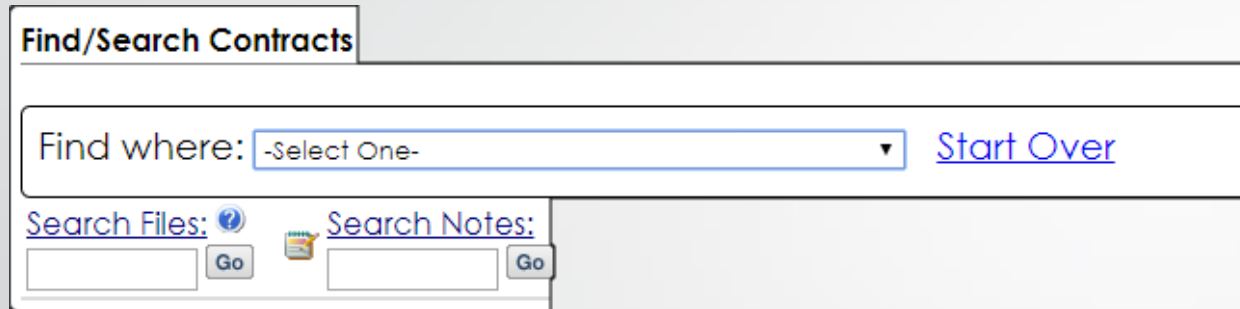 Find/Search Contracts
Find where: -Select One- Start Over
Search Files: ? Search Notes:
Go Go